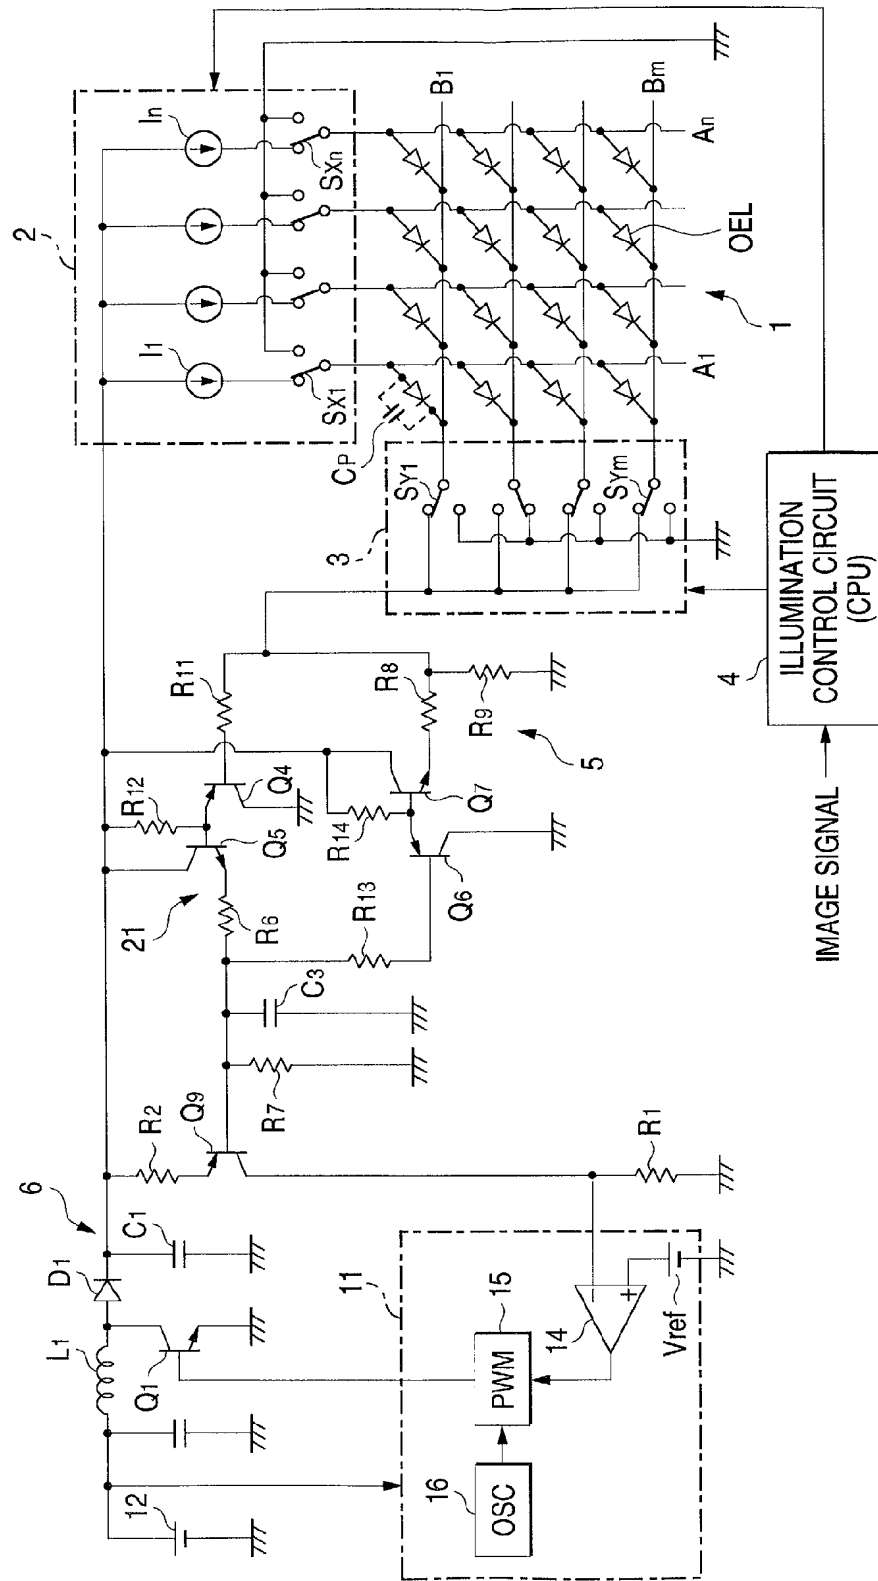 2
I1
In
SX1
SXn
CP
3
SY1
SYm
B1
Bm
A1
An
OEL
1
ILLUMINATION
CONTROL CIRCUIT
(CPU)
4
IMAGE SIGNAL
R11
R8
R9
5
R12
Q4
Q5
21
R6
R14
Q7
Q6
R13
C3
R7
Q9
R2
R1
6
C1
D1
L1
Q1
12
11
15
PWM
14
Vref
16
OSC